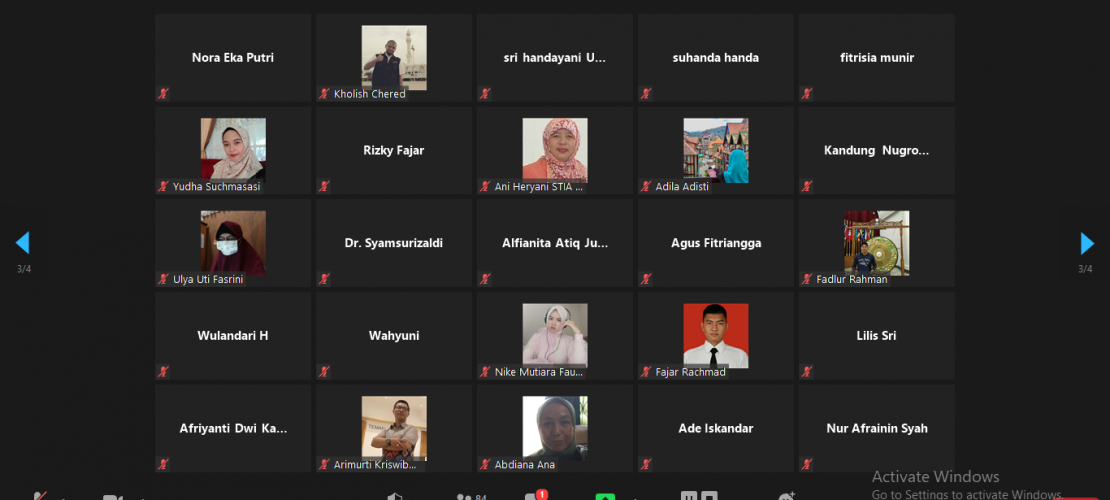 Nora Eka Putri
Kholish Chered
sri handayani U...
suhanda handa
fitrisia munir
Yudha Suchmasasi
Rizky Fajar
Ani Heryani STIA ...
Adila Adisti
Kandung Nugro...
3/4
3/4
Ulya Uti Fasrini
Dr. Syamsurizaldi
Alfianita Atiq Ju...
Agus Fitriangga
Fadlur Rahman
Wulandari H
Wahyuni
Nike Mutiara Fau...
Fajar Rachmad
Lilis Sri
Afriyanti Dwi Ka...
Arimurti Kriswib...
Abdiana Ana
Ade Iskandar
Nur Afrainin Syah
84
1
Activate Windows
Go to Settings to activate Windows.